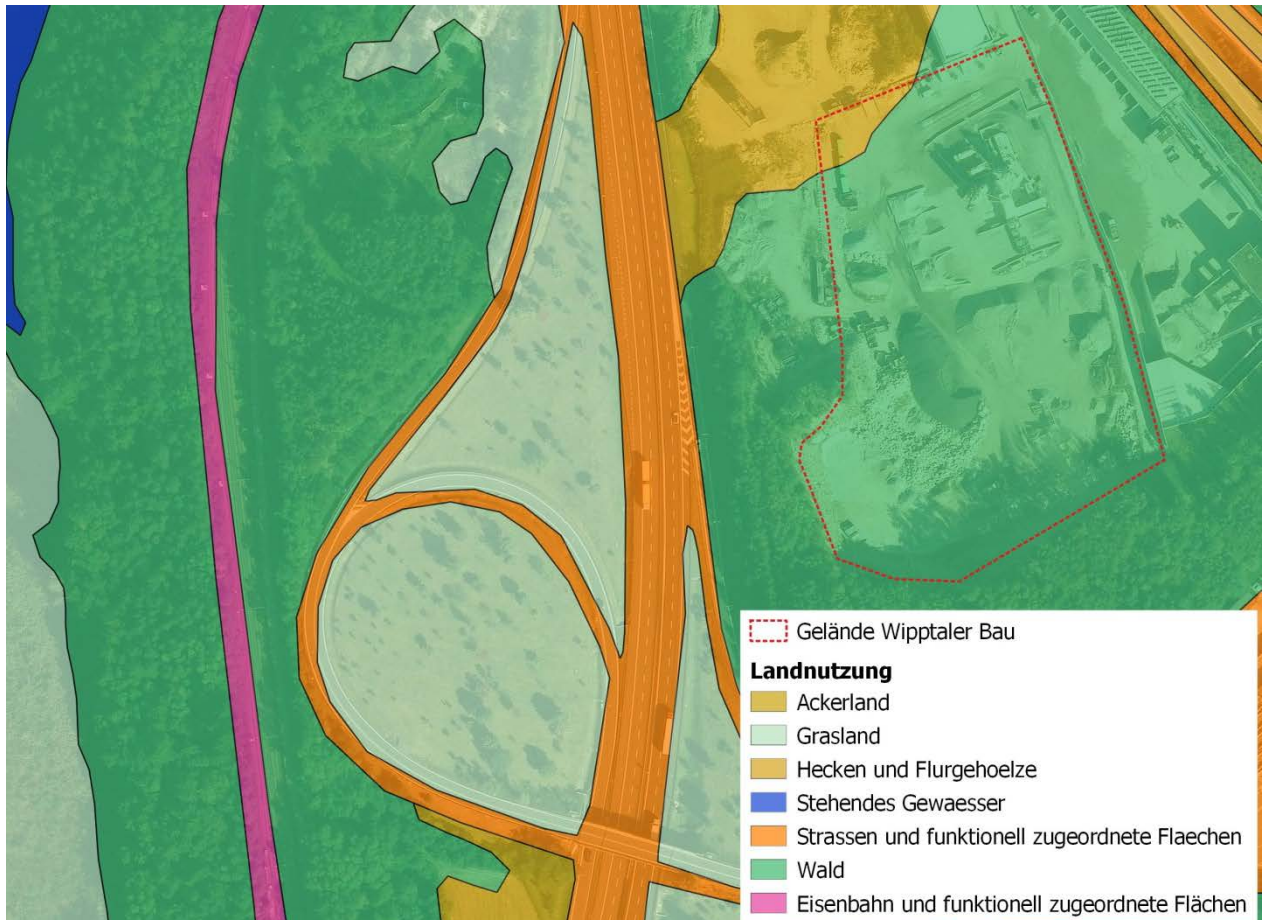 Gelände Wipptaler Bau
Landnutzung
Ackerland
Grasland
Hecken und Flurgehoelze
Stehendes Gewaesser
Strassen und funktionell zugeordnete Flaechen
Wald
Eisenbahn und funktionell zugeordnete Flächen